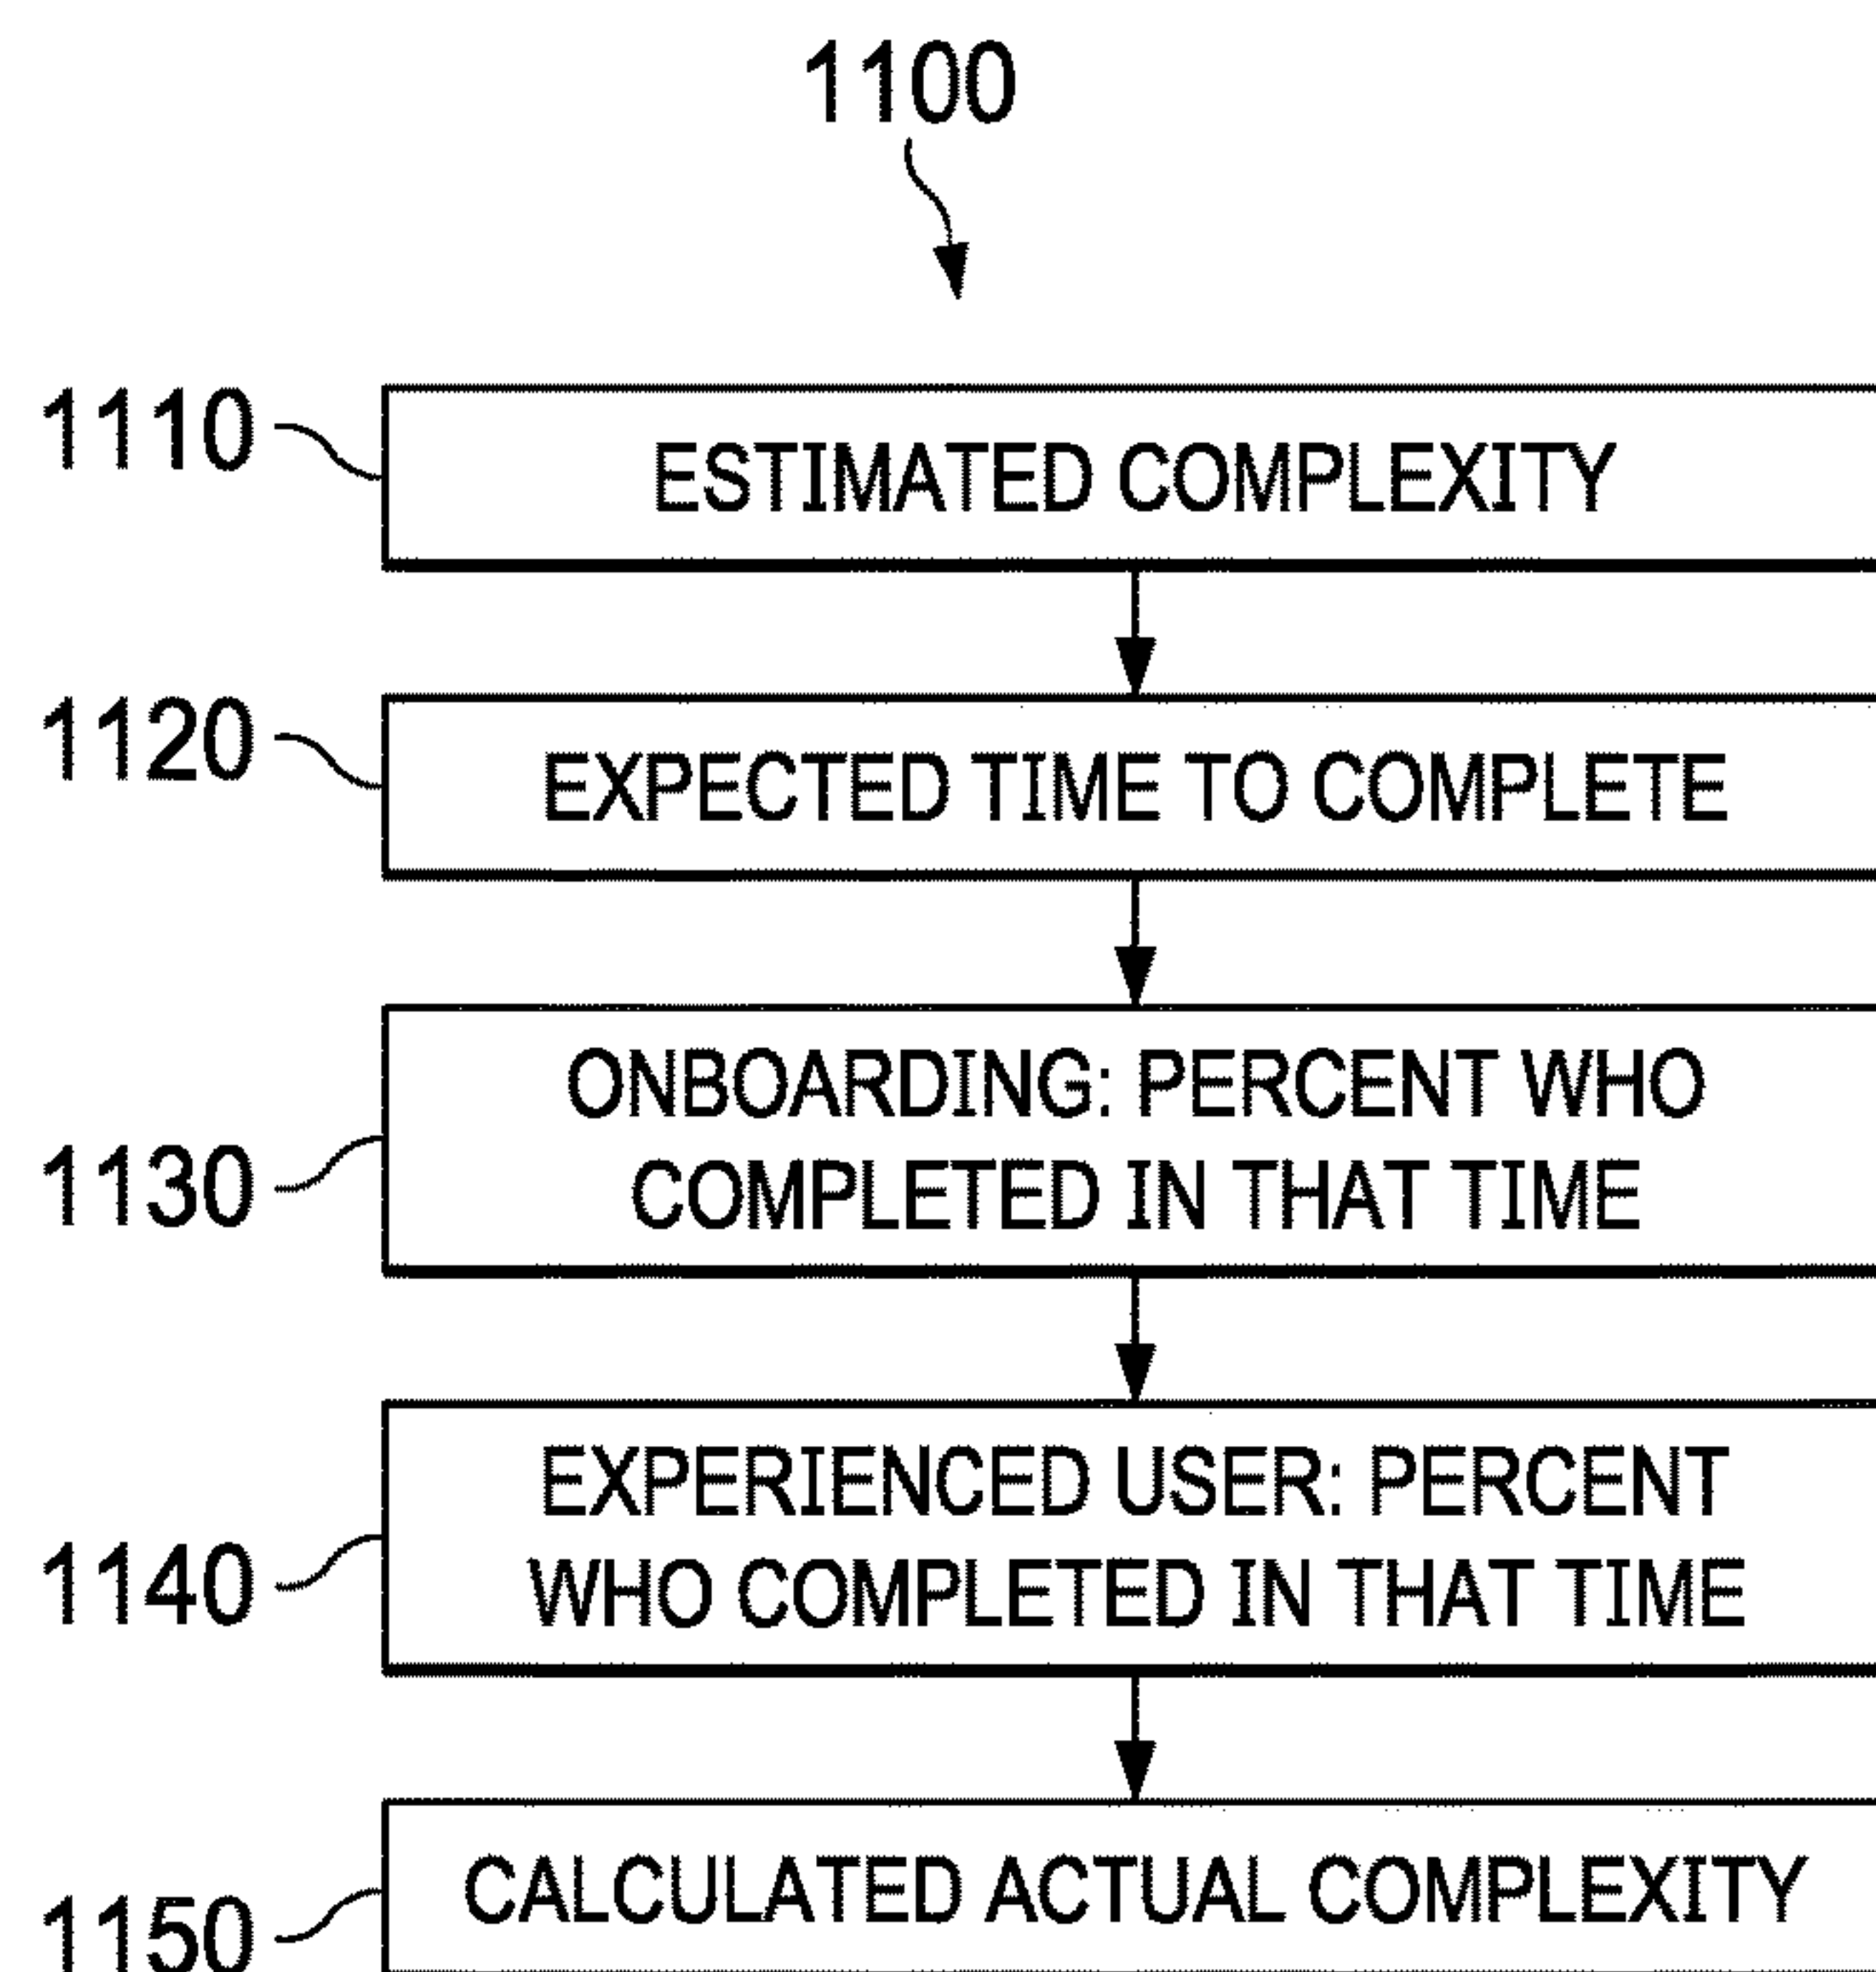 1100
1110
ESTIMATED COMPLEXITY
1120
EXPECTED TIME TO COMPLETE
1130
ONBOARDING: PERCENT WHO
COMPLETED IN THAT TIME
1140
EXPERIENCED USER: PERCENT
WHO COMPLETED IN THAT TIME
1150
CALCULATED ACTUAL COMPLEXITY